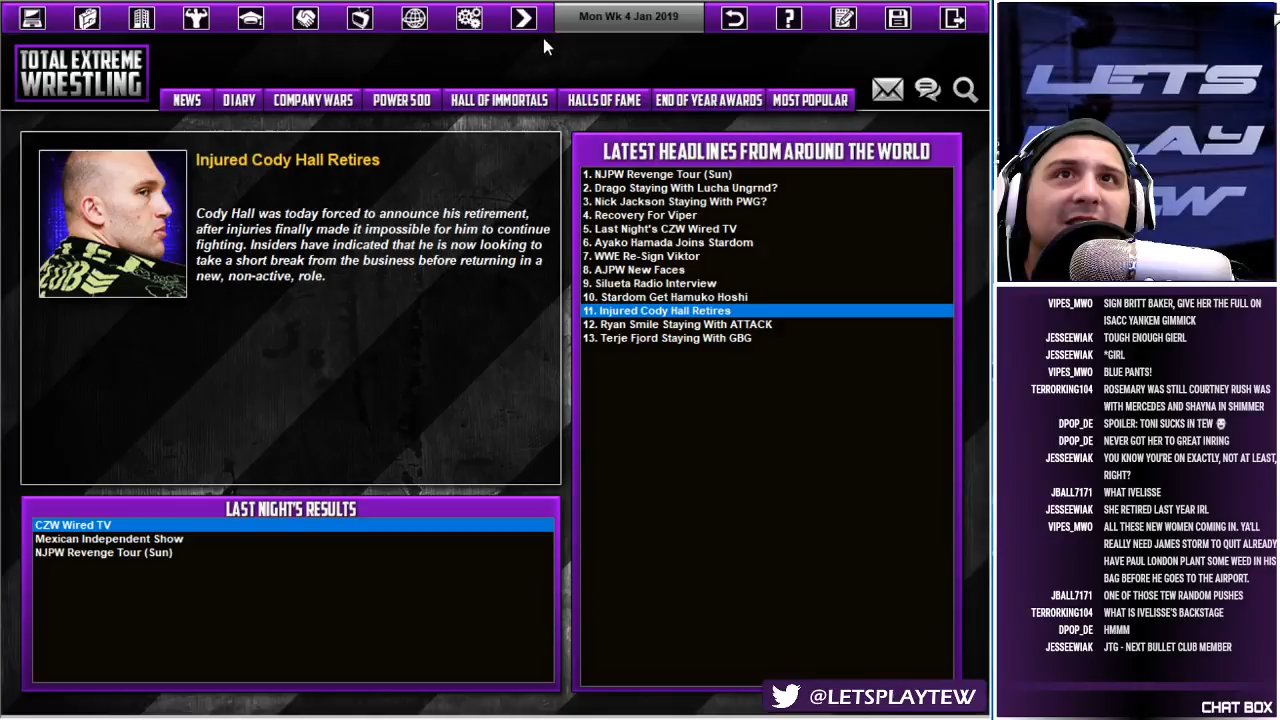 Mon Wk 4 Jan 2019
TOTAL EXTREME
WRESTLING
NEWS
DIARY
COMPANY WARS
POWER 500
HALL OF IMMORTALS
HALLS OF FAME
END OF YEAR AWARDS
MOST POPULAR
Injured Cody Hall Retires
Cody Hall was today forced to announce his retirement,
after injuries finally made it impossible for him to continue
fighting. Insiders have indicated that he is now looking to
take a short break from the business before returning in a
new, non-active, role.
LATEST HEADLINES FROM AROUND THE WORLD
1. NJPW Revenge Tour (Sun)
2. Drago Staying With Lucha Ungrnd?
3. Nick Jackson Staying With PWG?
4. Recovery For Viper
5. Last Night's CZW Wired TV
6. Ayako Hamada Joins Stardom
7. WWE Re-Sign Viktor
8. AJPW New Faces
9. Silueta Radio Interview
10. Stardom Get Hamuko Hoshi
11. Injured Cody Hall Retires
12. Ryan Smile Staying With ATTACK
13. Terje Fjord Staying With GBG
LAST NIGHT'S RESULTS
CZW Wired TV
Mexican Independent Show
NJPW Revenge Tour (Sun)
@LETSPLAYTEW
LETS
PLAY
TEW
VIPES_MWO SIGN BRITT BAKER, GIVE HER THE FULL ON
ISACC YANKEM GIMMICK
JESSEEWIAK TOUGH ENOUGH GIERL
JESSEEWIAK *GIRL
VIPES_MWO BLUE PANTS!
TERRORKING104 ROSEMARY WAS STILL COURTNEY RUSH WAS
WITH MERCEDES AND SHAYNA IN SHIMMER
DPOP_DE SPOILER: TONI SUCKS IN TEW
DPOP_DE NEVER GOT HER TO GREAT INRING
JESSEEWIAK YOU KNOW YOU'RE ON EXACTLY, NOT AT LEAST,
RIGHT?
JBALL7171 WHAT IVELISSE
JESSEEWIAK SHE RETIRED LAST YEAR IRL
VIPES_MWO ALL THESE NEW WOMEN COMING IN. YA'LL
REALLY NEED JAMES STORM TO QUIT ALREADY
HAVE PAUL LONDON PLANT SOME WEED IN HIS
BAG BEFORE HE GOES TO THE AIRPORT.
JBALL7171 ONE OF THOSE TEW RANDOM PUSHES
TERRORKING104 WHAT IS IVELISSE'S BACKSTAGE
DPOP_DE HMMM
JESSEEWIAK JTG - NEXT BULLET CLUB MEMBER
CHAT BOX